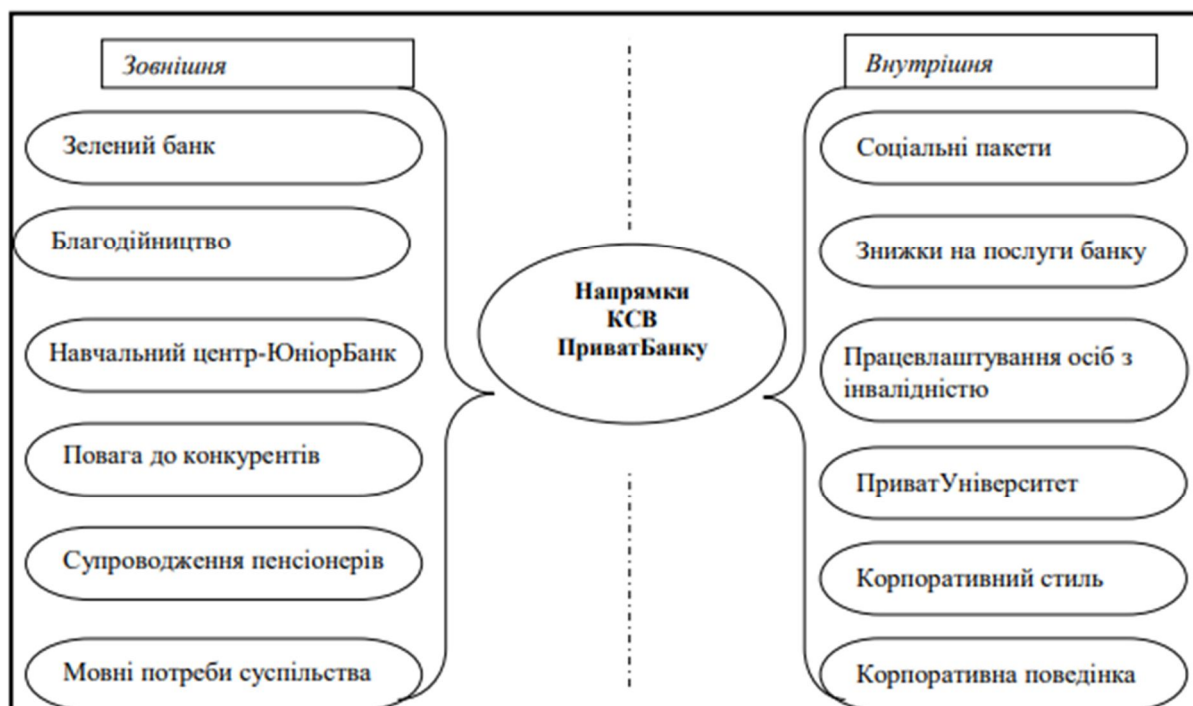 Зовнішня
Зелений банк
Благодійництво
Навчальний центр-ЮніорБанк
Повага до конкурентів
Супроводження пенсіонерів
Мовні потреби суспільства
Напрямки
КСВ
ПриватБанку
Внутрішня
Соціальні пакети
Знижки на послуги банку
Працевлаштування осіб з
інвалідністю
ПриватУніверситет
Корпоративний стиль
Корпоративна поведінка